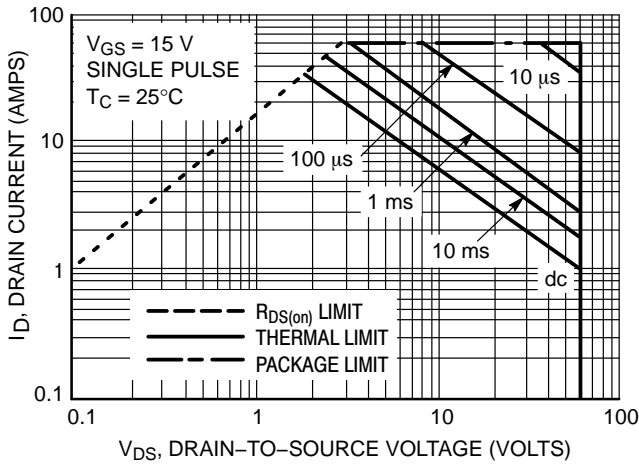 100
V_GS = 15 V
SINGLE PULSE
T_C = 25°C
10 µs
10
100 µs
1 ms
10 ms
1
dc
R_DS(on) LIMIT
THERMAL LIMIT
PACKAGE LIMIT
0.1
0.1
1
10
100
I_D, DRAIN CURRENT (AMPS)
V_DS, DRAIN−TO−SOURCE VOLTAGE (VOLTS)